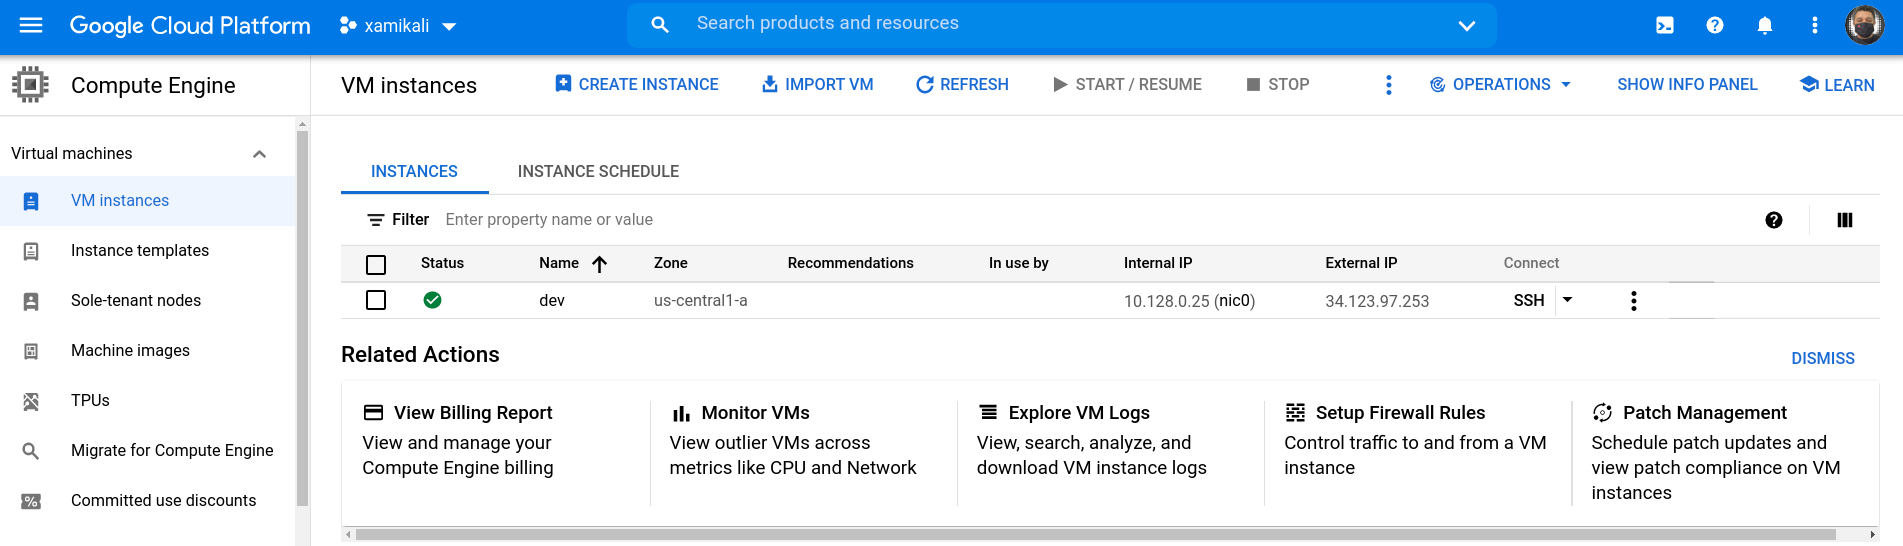 Google Cloud Platform
xamikali
Search products and resources
Compute Engine
VM instances
CREATE INSTANCE
IMPORT VM
REFRESH
START / RESUME
STOP
OPERATIONS
SHOW INFO PANEL
LEARN
Virtual machines
VM instances
Instance templates
Sole-tenant nodes
Machine images
TPUs
Migrate for Compute Engine
Committed use discounts
INSTANCES
INSTANCE SCHEDULE
Filter Enter property name or value
Status Name Zone Recommendations In use by Internal IP External IP Connect
dev us-central1-a 10.128.0.25 (nic0) 34.123.97.253 SSH
Related Actions
DISMISS
View Billing Report
View and manage your
Compute Engine billing
Monitor VMs
View outlier VMs across
metrics like CPU and Network
Explore VM Logs
View, search, analyze, and
download VM instance logs
Setup Firewall Rules
Control traffic to and from a VM
instance
Patch Management
Schedule patch updates and
view patch compliance on VM
instances